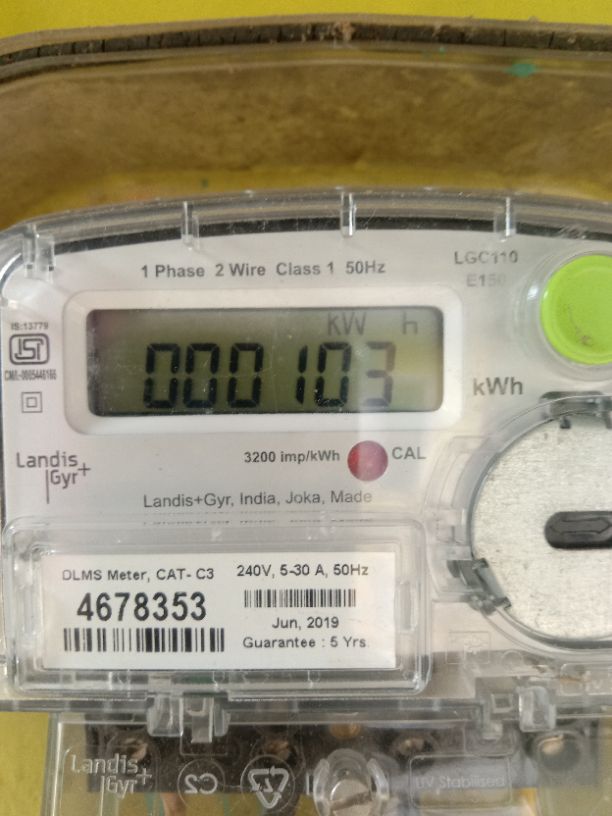 1 Phase 2 Wire Class 1 50Hz
LGC110
E150
IS:13779
ISI
kW h
000103
kWh
3200 imp/kWh
CAL
Landis
Gyr+
Landis+Gyr, India, Joka, Made
DLMS Meter, CAT- C3
4678353
240V, 5-30 A, 50Hz
Jun, 2019
Guarantee : 5 Yrs.
Landis+
Gyr
UV Stabilised